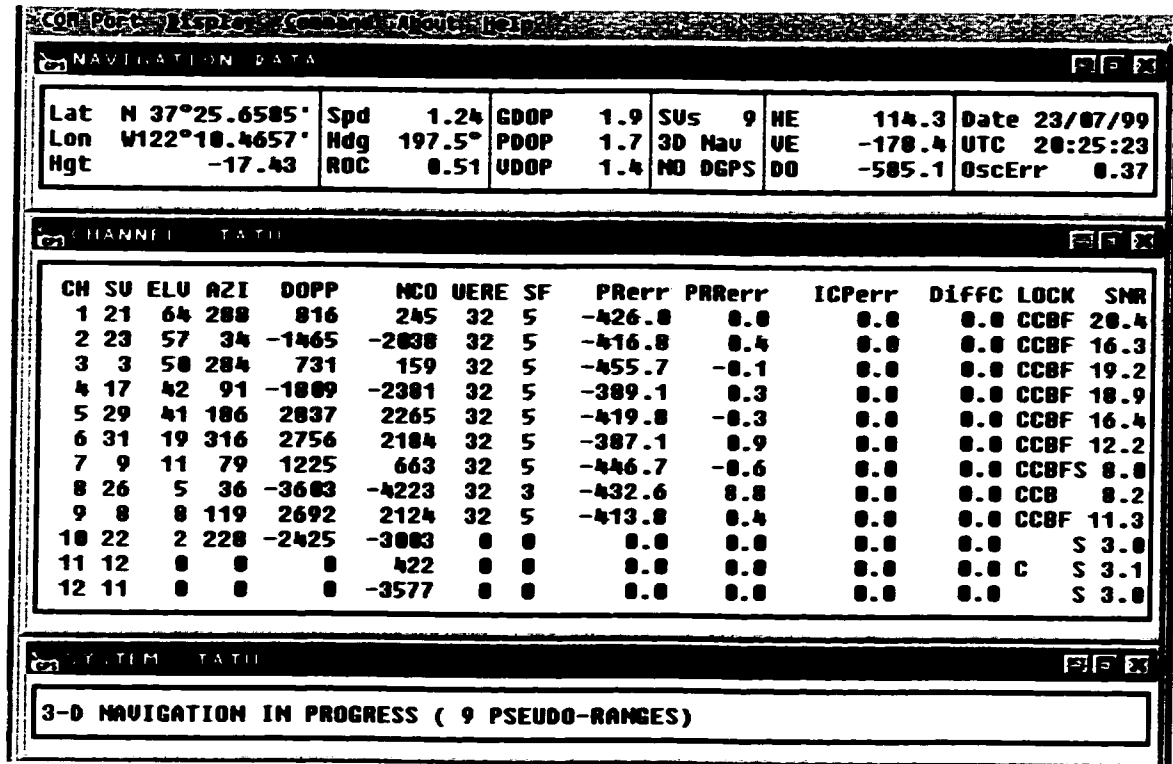 COM Port Display Command About Help
NAVIGATION DATA
Lat N 37°25.6585' Spd 1.24 GDOP 1.9 SVs 9 HE 114.3 Date 23/07/99
Lon W122°10.4657' Hdg 197.5° PDOP 1.7 3D Nav VE -178.4 UTC 20:25:23
Hgt -17.43 ROC 0.51 VDOP 1.4 NO DGPS DO -585.1 OscErr 0.37
CHANNEL STATUS
CH SV ELV AZI DOPP NCO UERE SF PRerr PRRerr ICPerr DiffC LOCK SNR
1 21 64 288 816 245 32 5 -426.8 0.0 0.0 0.0 CCBF 20.4
2 23 57 34 -1465 -2038 32 5 -416.8 0.4 0.0 0.0 CCBF 16.3
3 3 50 284 731 159 32 5 -455.7 -0.1 0.0 0.0 CCBF 19.2
4 17 42 91 -1809 -2381 32 5 -389.1 0.3 0.0 0.0 CCBF 18.9
5 29 41 186 2837 2265 32 5 -419.8 -0.3 0.0 0.0 CCBF 16.4
6 31 19 316 2756 2184 32 5 -387.1 0.9 0.0 0.0 CCBF 12.2
7 9 11 79 1225 663 32 5 -446.7 -0.6 0.0 0.0 CCBFS 8.0
8 26 5 36 -3603 -4223 32 3 -432.6 8.8 0.0 0.0 CCB 8.2
9 8 8 119 2692 2124 32 5 -413.8 0.4 0.0 0.0 CCBF 11.3
10 22 2 228 -2425 -3003 0 0 0.0 0.0 0.0 0.0 S 3.0
11 12 0 0 0 422 0 0 0.0 0.0 0.0 0.0 C S 3.1
12 11 0 0 0 -3577 0 0 0.0 0.0 0.0 0.0 S 3.0
SYSTEM STATUS
3-D NAVIGATION IN PROGRESS ( 9 PSEUDO-RANGES)